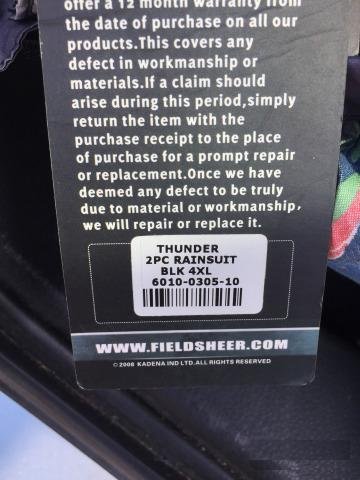 offer a 12 month warranty from
the date of purchase on all our
products.This covers any
defect in workmanship or
materials.If a claim should
arise during this period,simply
return the item with the
purchase receipt to the place
of purchase for a prompt repair
or replacement.Once we have
deemed any defect to be truly
due to material or workmanship,
we will repair or replace it.
THUNDER
2PC RAINSUIT
BLK 4XL
6010-0305-10
WWW.FIELDSHEER.COM
© 2008 KADENA IND LTD.ALL RIGHTS RESERVED